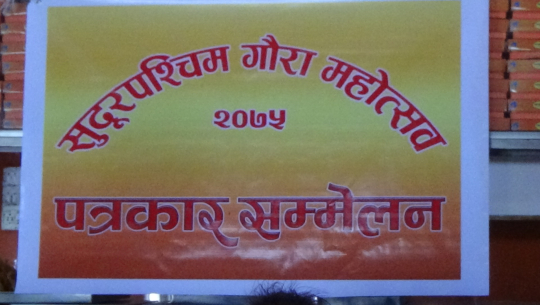 सुदूरपश्चिम गौरा महोत्सव
२०७५
पत्रकार सम्मेलन